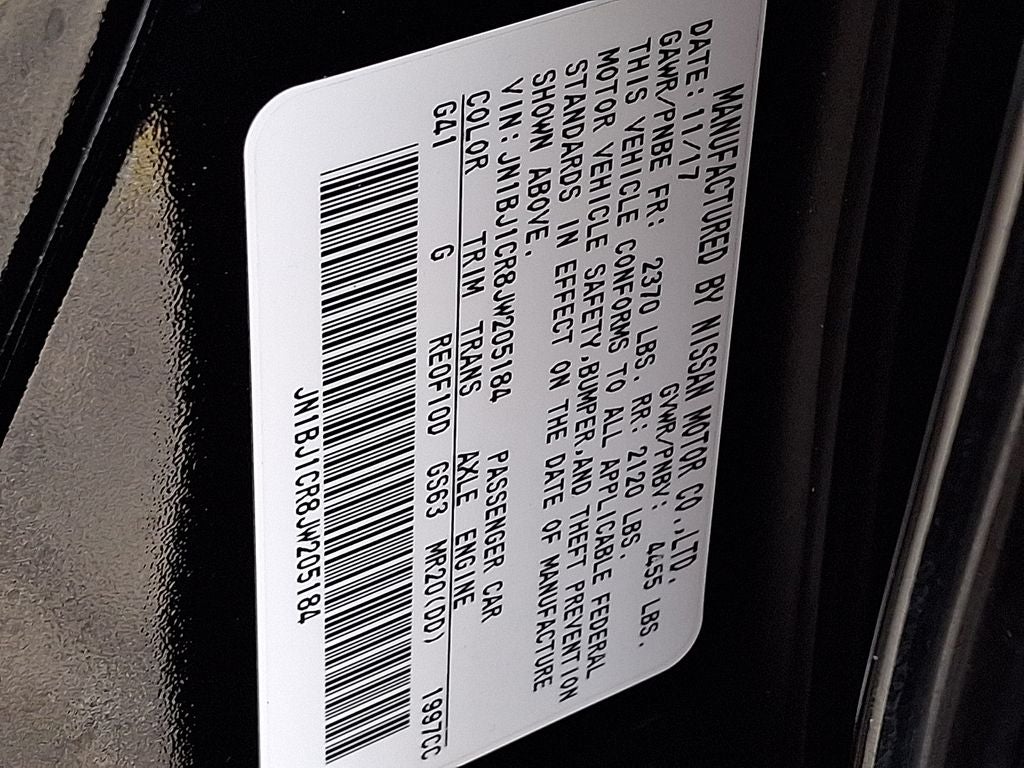 MANUFACTURED BY NISSAN MOTOR CO.,LTD.
DATE: 11/17 GVWR/PNBV: 4455 LBS.
GAWR/PNBE FR: 2370 LBS. RR: 2120 LBS.
THIS VEHICLE CONFORMS TO ALL APPLICABLE FEDERAL
MOTOR VEHICLE SAFETY,BUMPER,AND THEFT PREVENTION
STANDARDS IN EFFECT ON THE DATE OF MANUFACTURE
SHOWN ABOVE.
VIN:JN1BJ1CR8JW205184 PASSENGER CAR
COLOR TRIM TRANS AXLE ENGINE
G41 G RE0F10D GS63 MR20(DD) 1997CC
JN1BJ1CR8JW205184